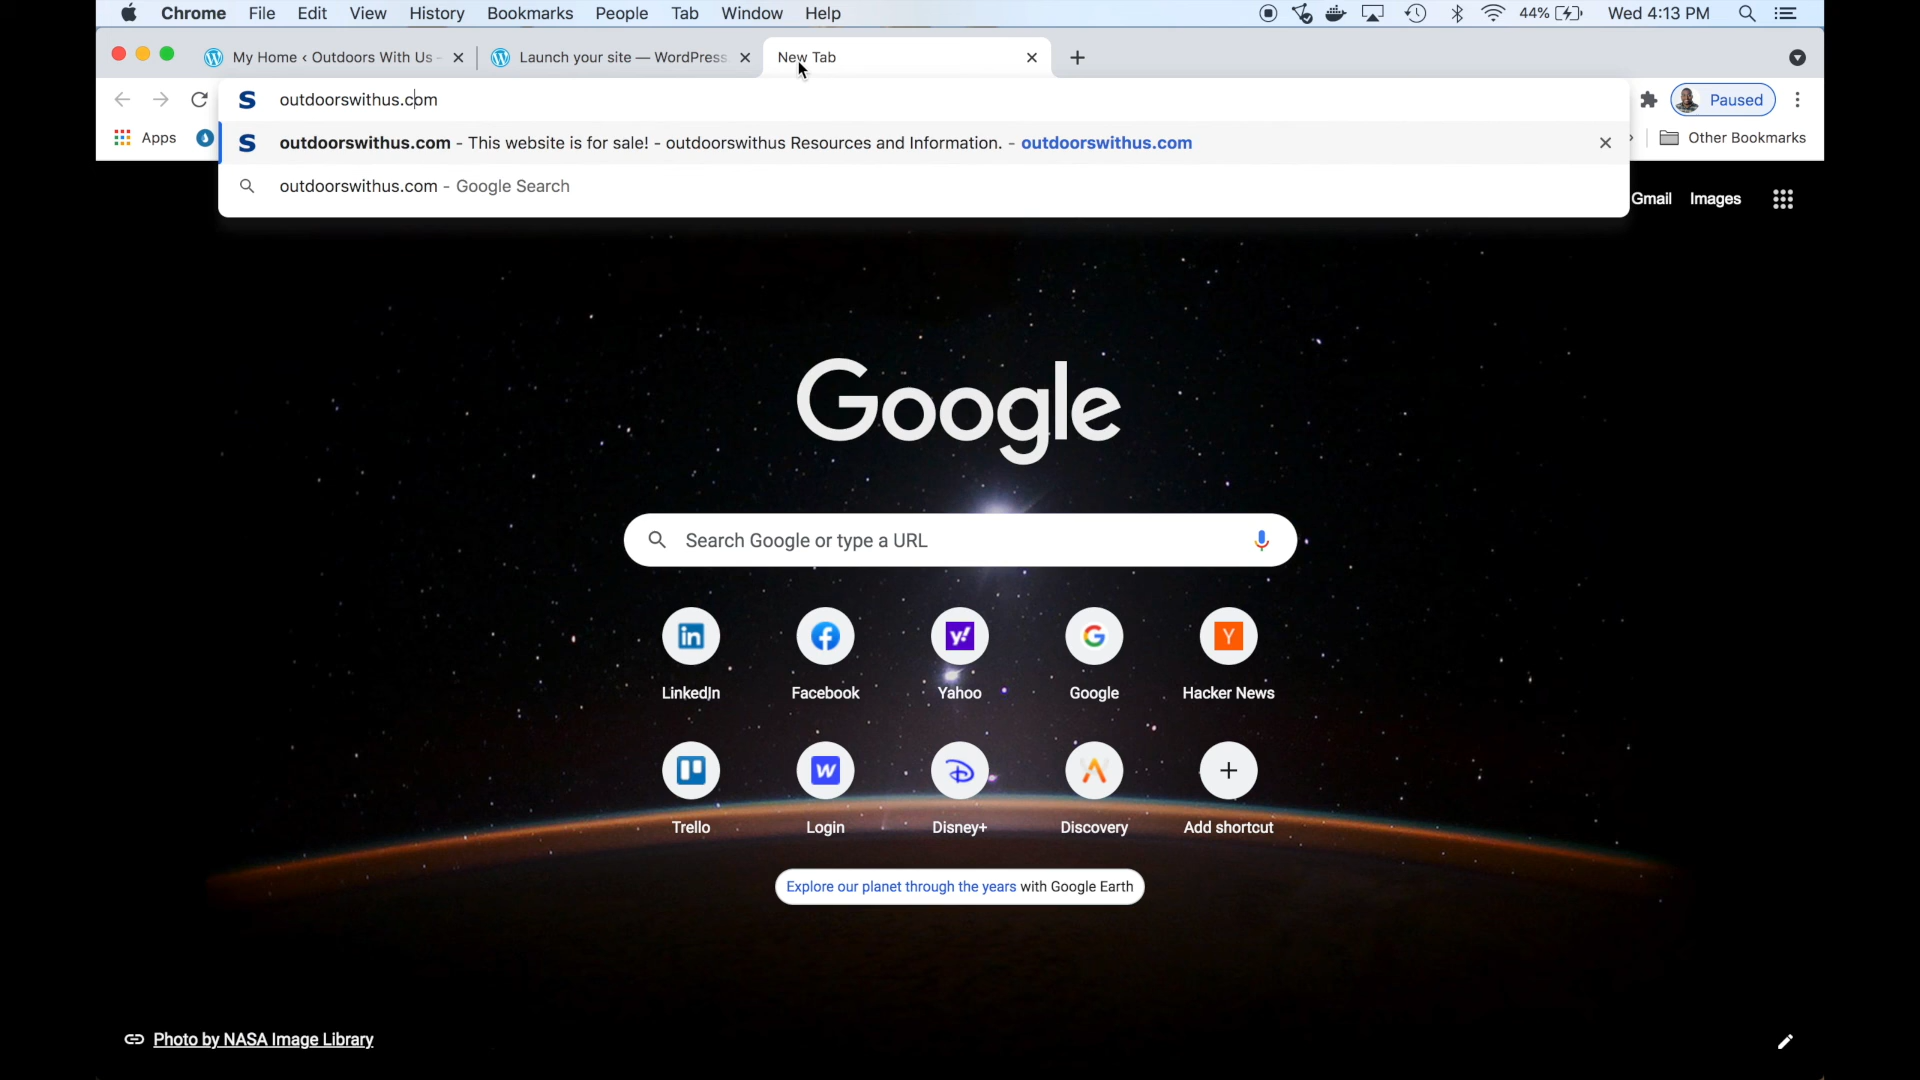 Chrome File Edit View History Bookmarks People Tab Window Help 44% Wed 4:13 PM
My Home ‹ Outdoors With Us - Launch your site — WordPress. New Tab
outdoorswithus.com Paused
Apps outdoorswithus.com - This website is for sale! - outdoorswithus Resources and Information. - outdoorswithus.com Other Bookmarks
outdoorswithus.com - Google Search
Gmail Images
Google
Search Google or type a URL
LinkedIn Facebook Yahoo Google Hacker News
Trello Login Disney+ Discovery Add shortcut
Explore our planet through the years with Google Earth
Photo by NASA Image Library